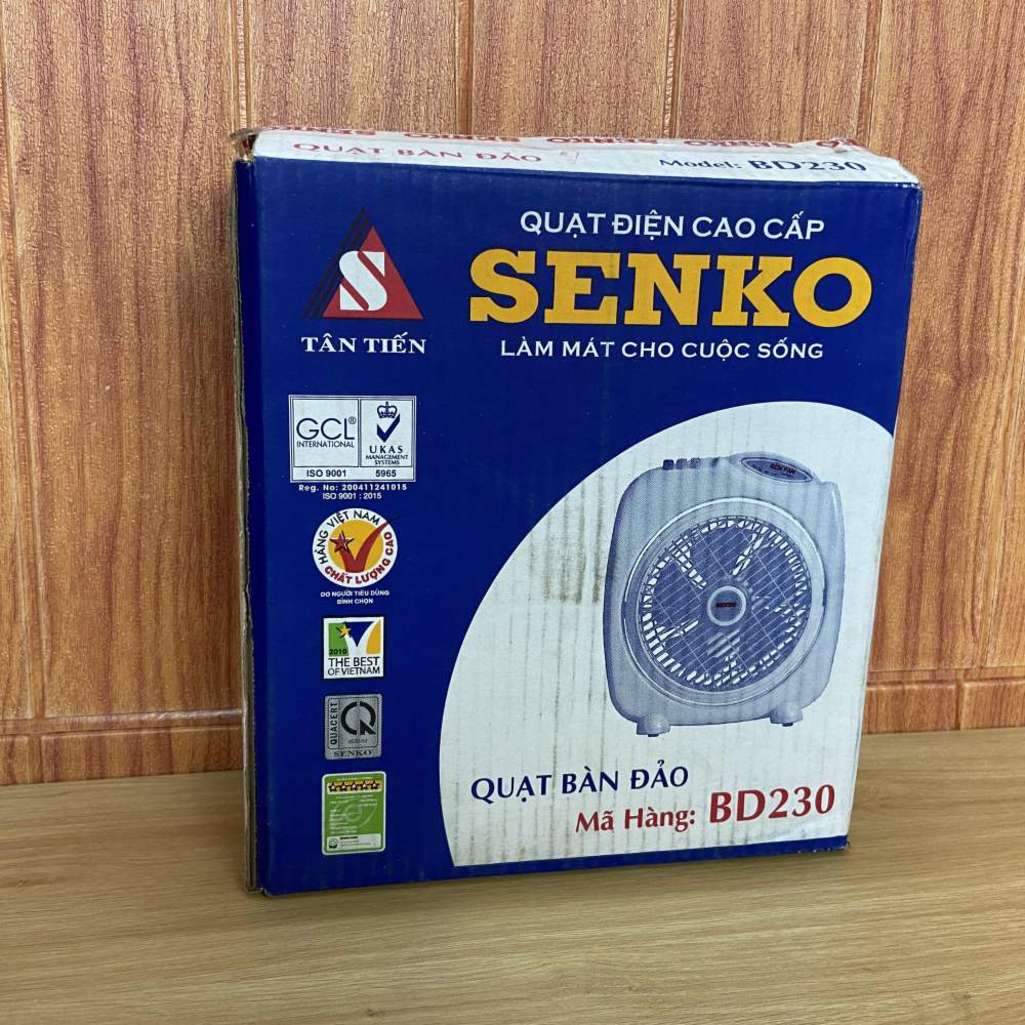 QUẠT BÀN ĐẢO
Model: BD230
QUẠT ĐIỆN CAO CẤP
SENKO
LÀM MÁT CHO CUỘC SỐNG
S
TÂN TIẾN
GCL®
INTERNATIONAL
UKAS
MANAGEMENT
SYSTEMS
ISO 9001
5965
Reg. No: 200411241015
ISO 9001 : 2015
HÀNG VIỆT NAM
CHẤT LƯỢNG CAO
DO NGƯỜI TIÊU DÙNG
BÌNH CHỌN
2010
THE BEST
OF VIETNAM
QUACERT
SENKO
SENKO
QUẠT BÀN ĐẢO
Mã Hàng: BD230